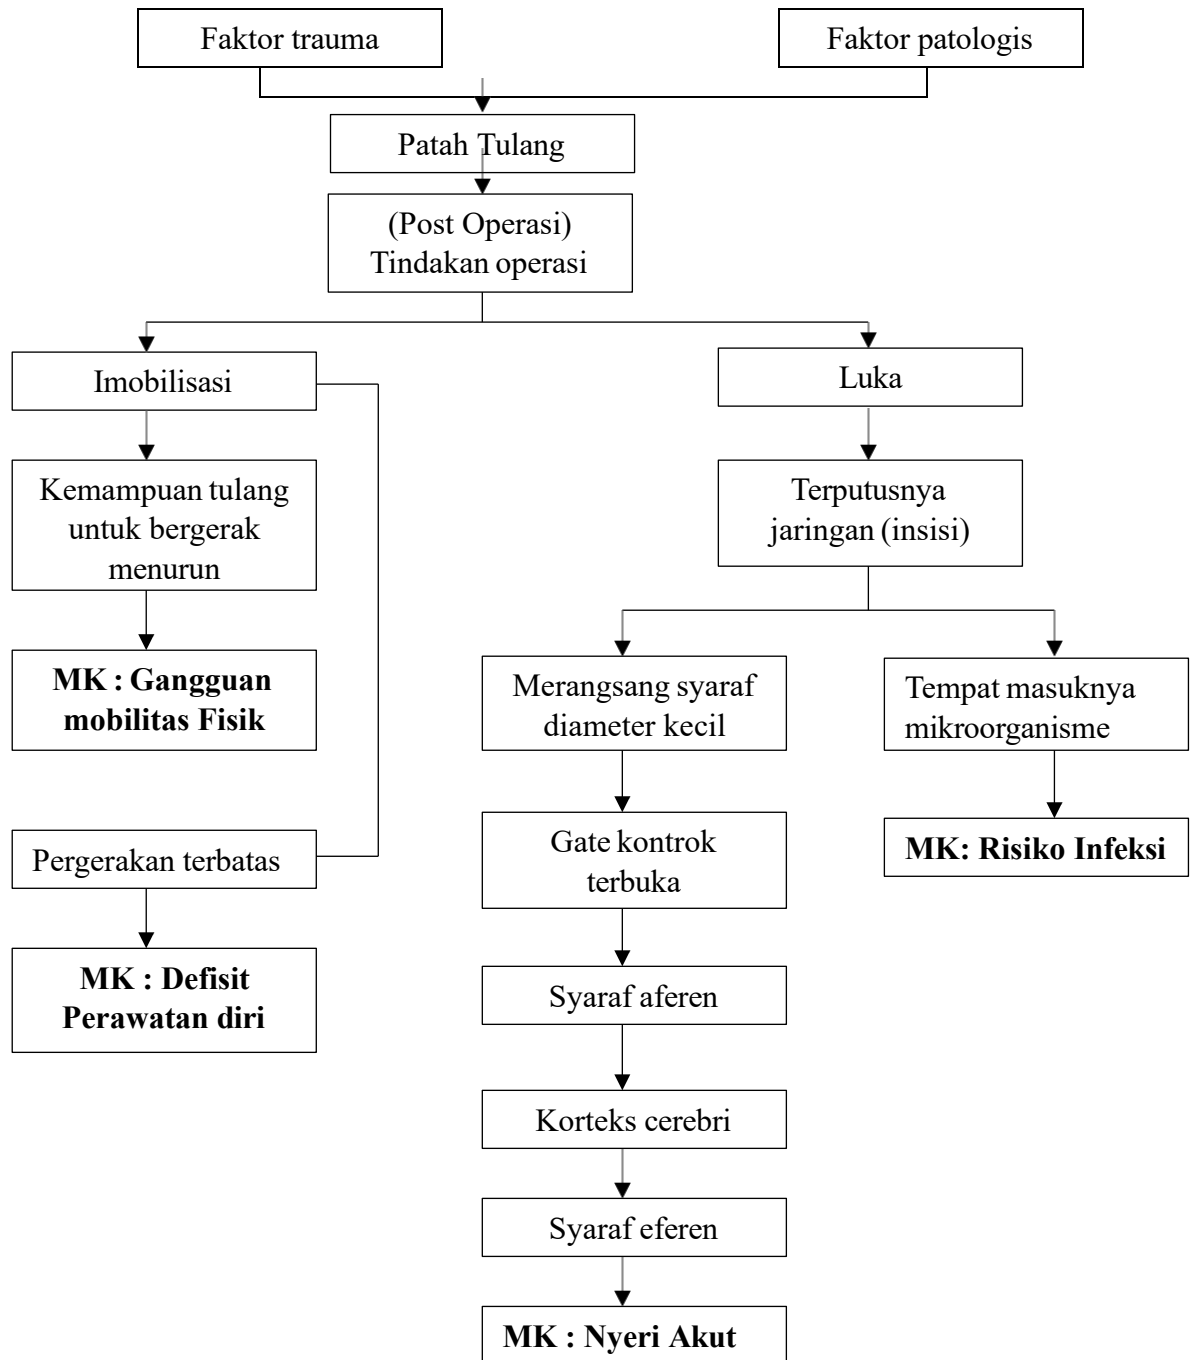 Faktor trauma
Faktor patologis
Patah Tulang
(Post Operasi)
Tindakan operasi
Imobilisasi
Luka
Kemampuan tulang
untuk bergerak
menurun
Terputusnya
jaringan (insisi)
MK : Gangguan
mobilitas Fisik
Merangsang syaraf
diameter kecil
Tempat masuknya
mikroorganisme
Pergerakan terbatas
Gate kontrok
terbuka
MK: Risiko Infeksi
MK : Defisit
Perawatan diri
Syaraf aferen
Korteks cerebri
Syaraf eferen
MK : Nyeri Akut